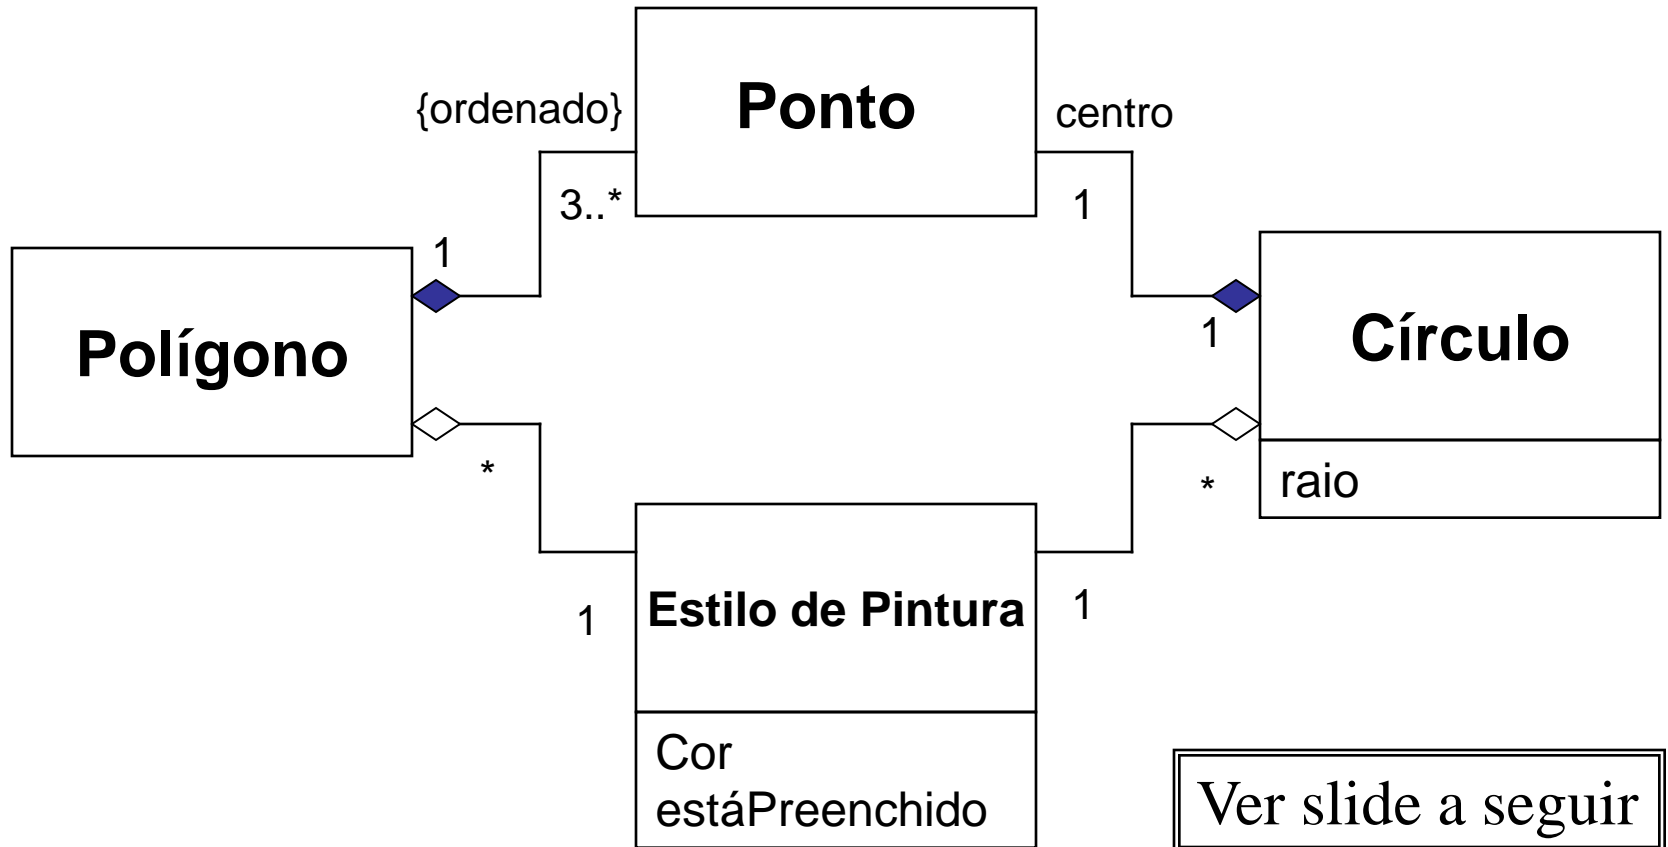 {ordenado}
Ponto
centro
3..*
1
1
1
Polígono
Círculo
*
*
raio
1
Estilo de Pintura
1
Cor
estáPreenchido
Ver slide a seguir